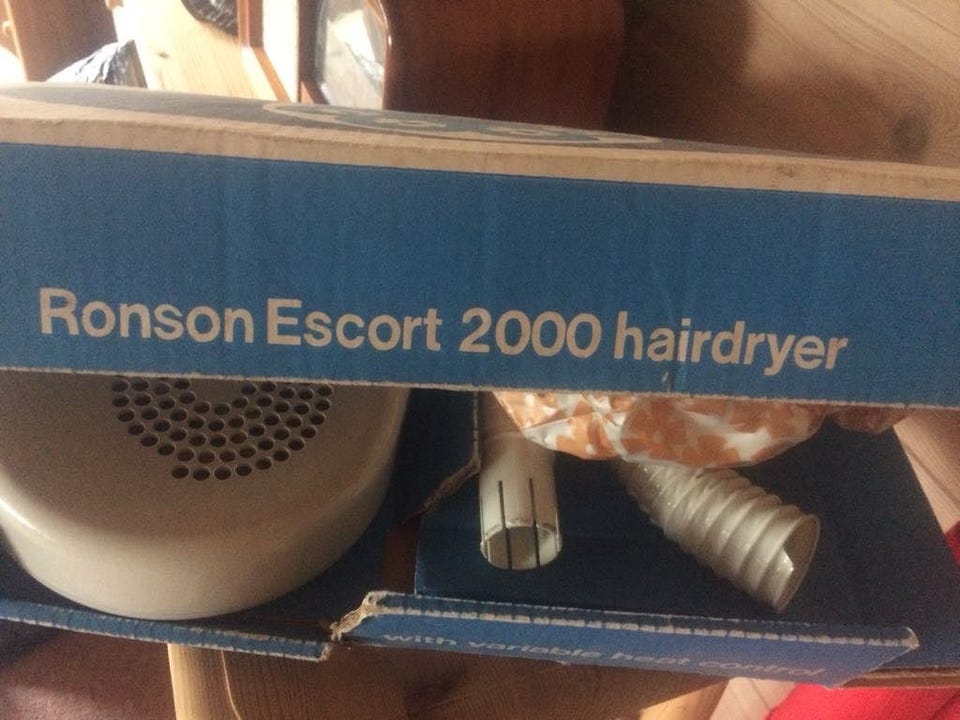 Ronson Escort 2000 hairdryer
with variable heat control